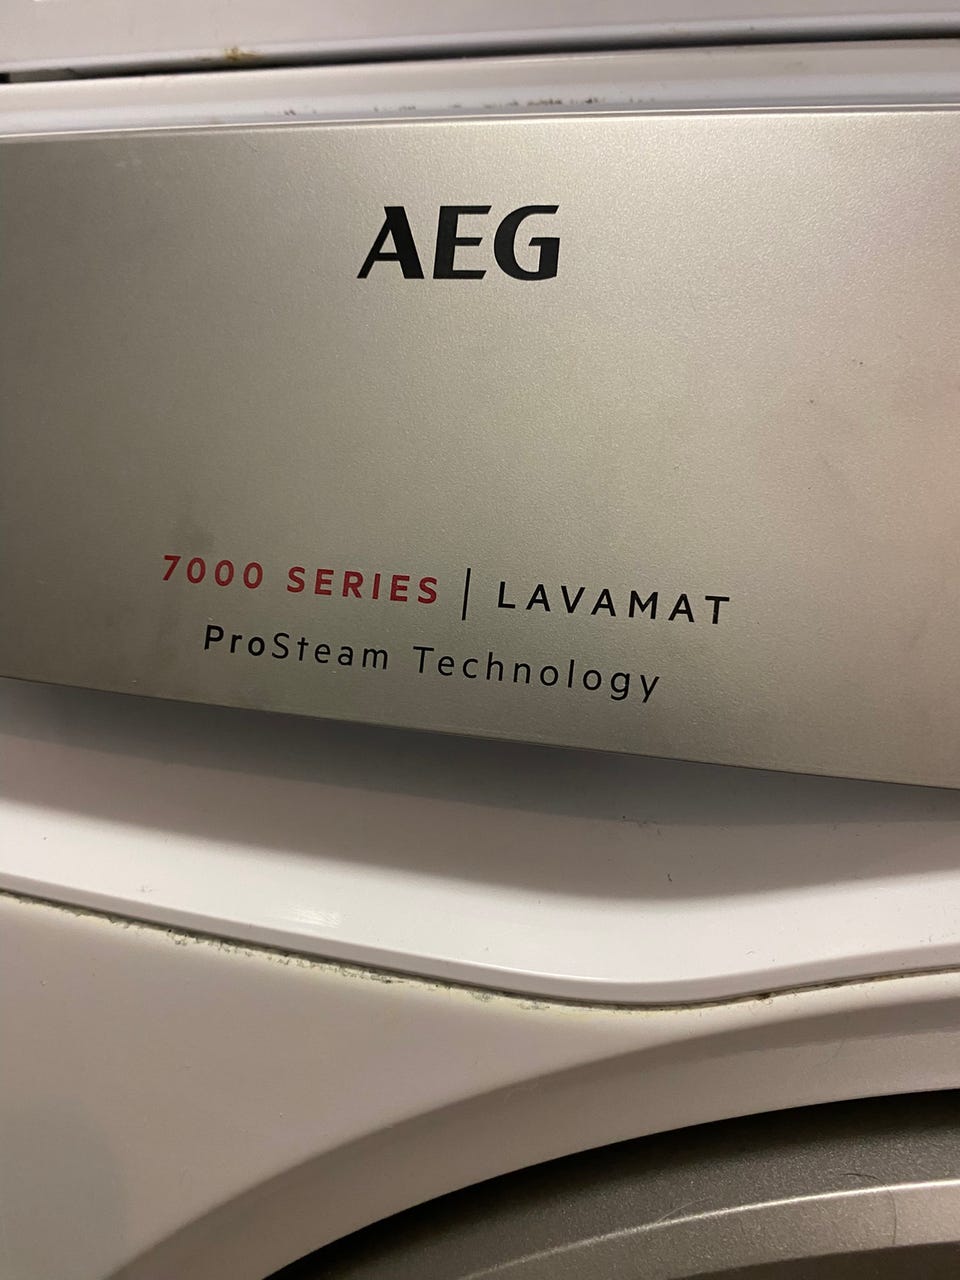 AEG
7000 SERIES | LAVAMAT
ProSteam Technology